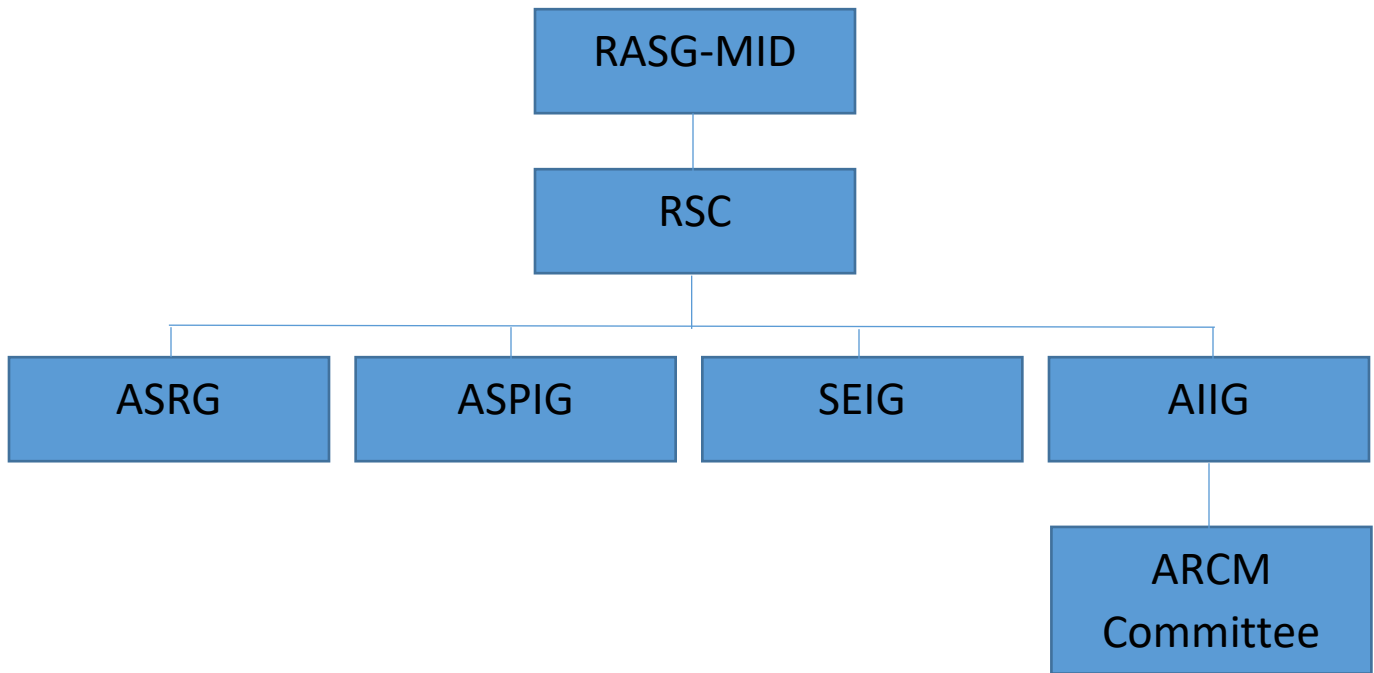 RASG-MID
RSC
ASRG
ASPIG
SEIG
AIIG
ARCM
Committee